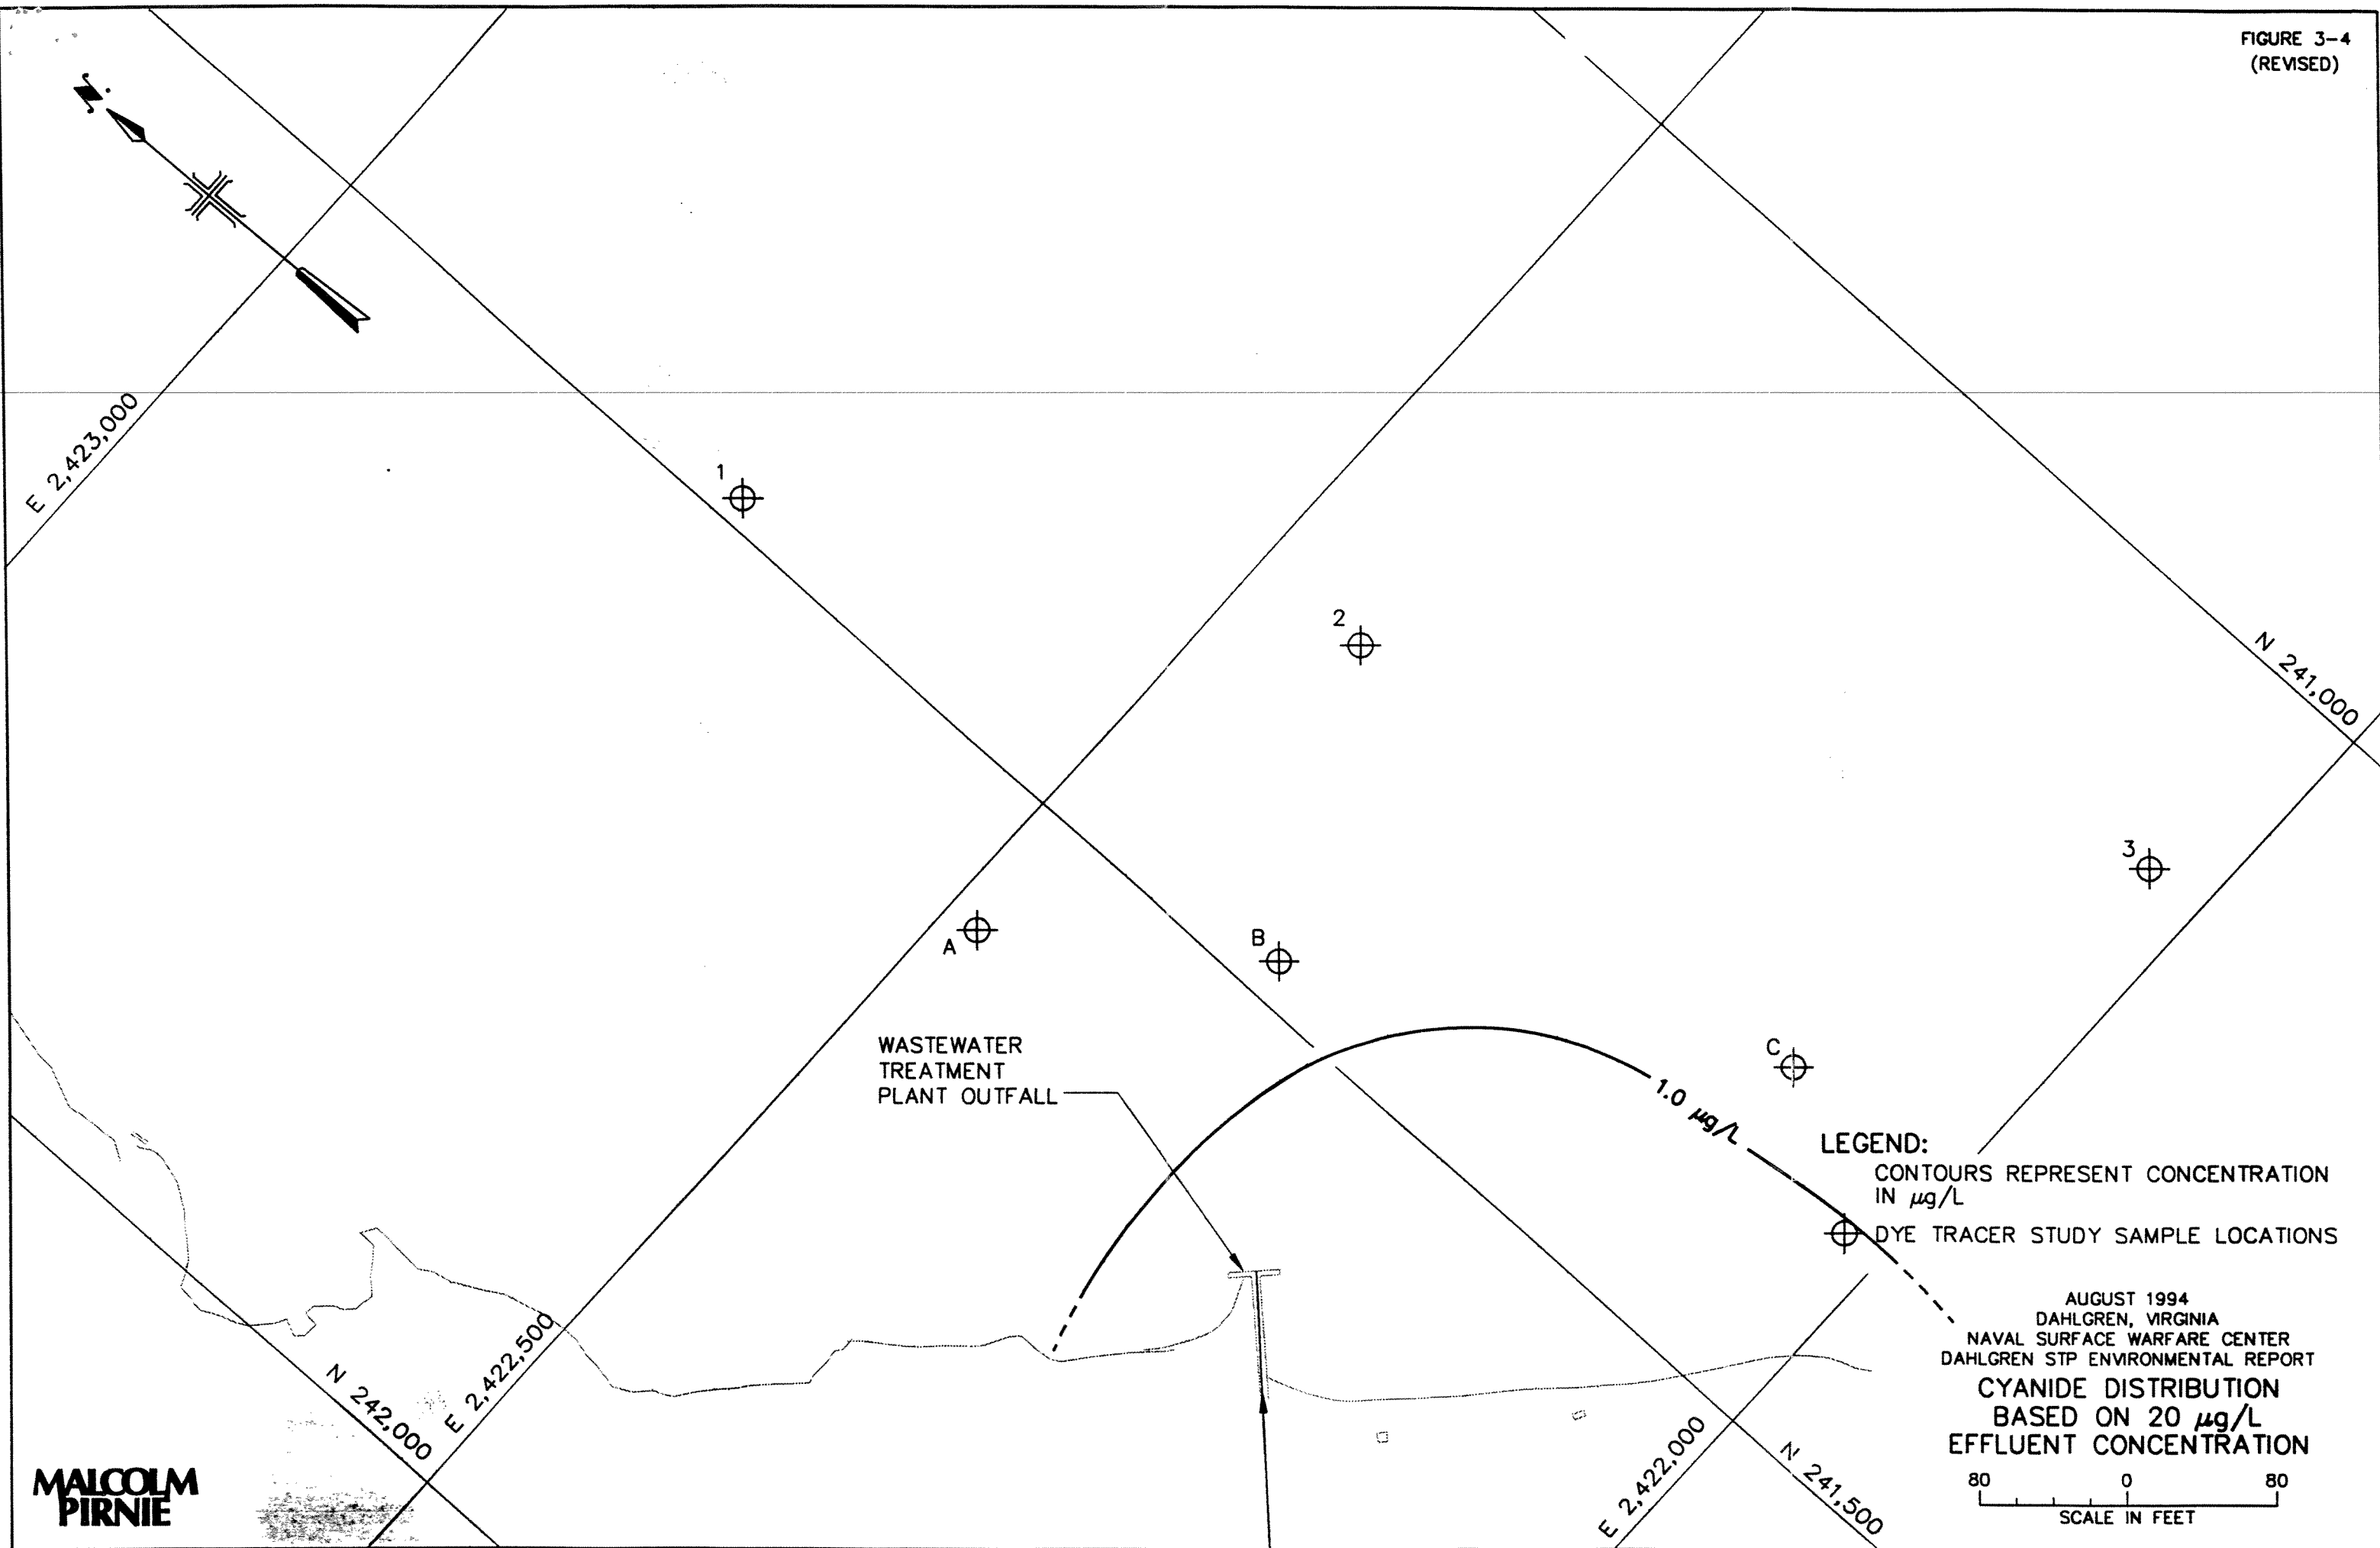 FIGURE 3-4
(REVISED)
N.
E 2,423,000
1
2
N 241,000
3
A
B
WASTEWATER
TREATMENT
PLANT OUTFALL
C
1.0 µg/L
LEGEND:
CONTOURS REPRESENT CONCENTRATION
IN µg/L
DYE TRACER STUDY SAMPLE LOCATIONS
AUGUST 1994
DAHLGREN, VIRGINIA
NAVAL SURFACE WARFARE CENTER
DAHLGREN STP ENVIRONMENTAL REPORT
CYANIDE DISTRIBUTION
BASED ON 20 µg/L
EFFLUENT CONCENTRATION
80 0 80
SCALE IN FEET
N 242,000
E 2,422,500
E 2,422,000
N 241,500
MALCOLM
PIRNIE